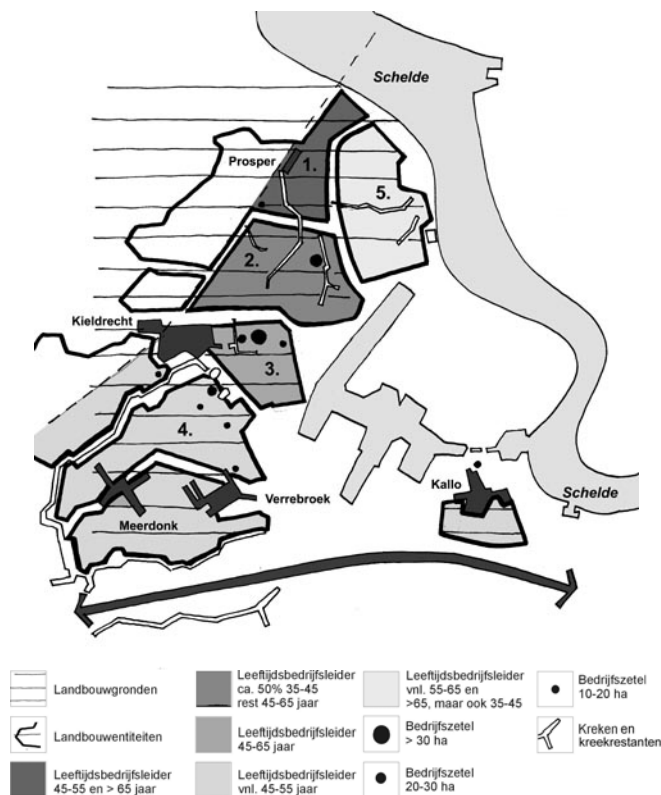 Schelde
Prosper
1.
5.
2.
Kieldrecht
3.
4.
Kallo
Verrebroek
Schelde
Meerdonk
Landbouwgronden
Landbouwentiteiten
Leeftijdsbedrijfsleider
45-55 en > 65 jaar
Leeftijdsbedrijfsleider
ca. 50% 35-45
rest 45-65 jaar
Leeftijdsbedrijfsleider
45-65 jaar
Leeftijdsbedrijfsleider
vnl. 45-55 jaar
Leeftijdsbedrijfsleider
vnl. 55-65 en
>65, maar ook 35-45
Bedrijfszetel
> 30 ha
Bedrijfszetel
20-30 ha
Bedrijfszetel
10-20 ha
Kreken en
kreekrestanten